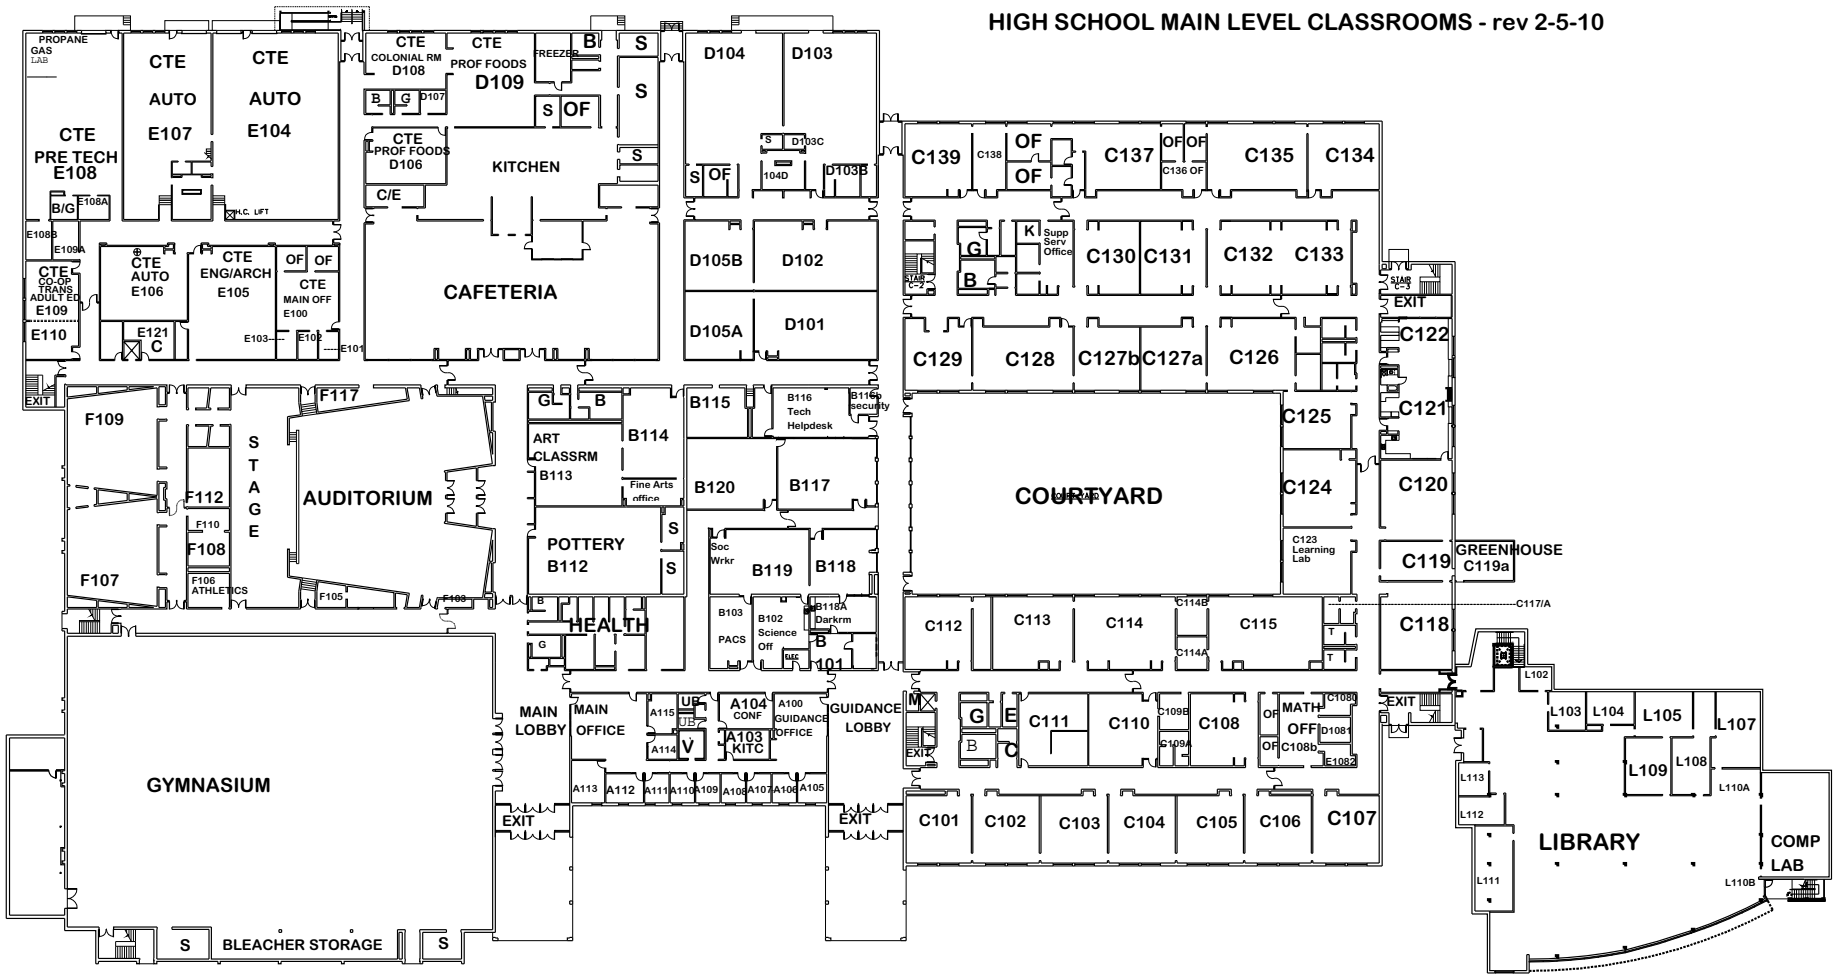 HIGH SCHOOL MAIN LEVEL CLASSROOMS - rev 2-5-10
PROPANE
GAS
LAB
CTE
PRE TECH
E108
B/G
E108A
CTE
AUTO
E107
CTE
AUTO
E104
H.C. LIFT
CTE
COLONIAL RM
D108
B
G
D107
CTE
PROF FOODS
D109
FREEZER
B
S
S
S
OF
S
CTE
PROF FOODS
D106
C/E
KITCHEN
CAFETERIA
D104
D103
S
D103C
S
OF
104D
D103B
D105B
D102
D105A
D101
E108B
E109A
CTE
CO-OP
TRANS
ADULT ED
E109
E110
CTE
AUTO
E106
E121
C
CTE
ENG/ARCH
E105
OF
OF
CTE
MAIN OFF
E100
E103
E102
E101
EXIT
C139
C138
OF
OF
C137
OF
OF
C136 OF
C135
C134
STAIR
C-2
G
B
K
Supp
Serv
Office
C130
C131
C132
C133
STAIR
C-3
EXIT
C129
C128
C127b
C127a
C126
C122
C121
C125
C124
C123
Learning
Lab
C120
C119
GREENHOUSE
C119a
C118
C117/A
COURTYARD
COURTYARD
F109
F107
F112
F110
F108
F106
ATHLETICS
STAGE
F117
AUDITORIUM
F105
F103
G
B
ART
CLASSRM
B113
B114
Fine Arts
office
POTTERY
B112
S
S
B115
B116
Tech
Helpdesk
B116b
security
B120
B117
Soc
Wrkr
B119
B118
B103
PACS
B102
Science
Off
ELEC
B118A
Darkrm
B
101
B
G
HEALTH
C112
C113
C114
C114B
C114A
C115
T
T
GYMNASIUM
S
BLEACHER STORAGE
S
MAIN
LOBBY
EXIT
MAIN
OFFICE
A115
A114
UB
UB
V
A104
CONF
A103
KITC
A100
GUIDANCE
OFFICE
A113
A112
A111
A110
A109
A108
A107
A106
A105
GUIDANCE
LOBBY
EXIT
M
EXIT
G
B
E
C
C111
C110
C109B
C109A
C108
OF
OF
MATH
OFF
C108b
C1080
D1081
E1082
EXIT
C101
C102
C103
C104
C105
C106
C107
L102
L103
L104
L105
L107
L109
L108
L110A
L113
L112
L111
LIBRARY
COMP
LAB
L110B